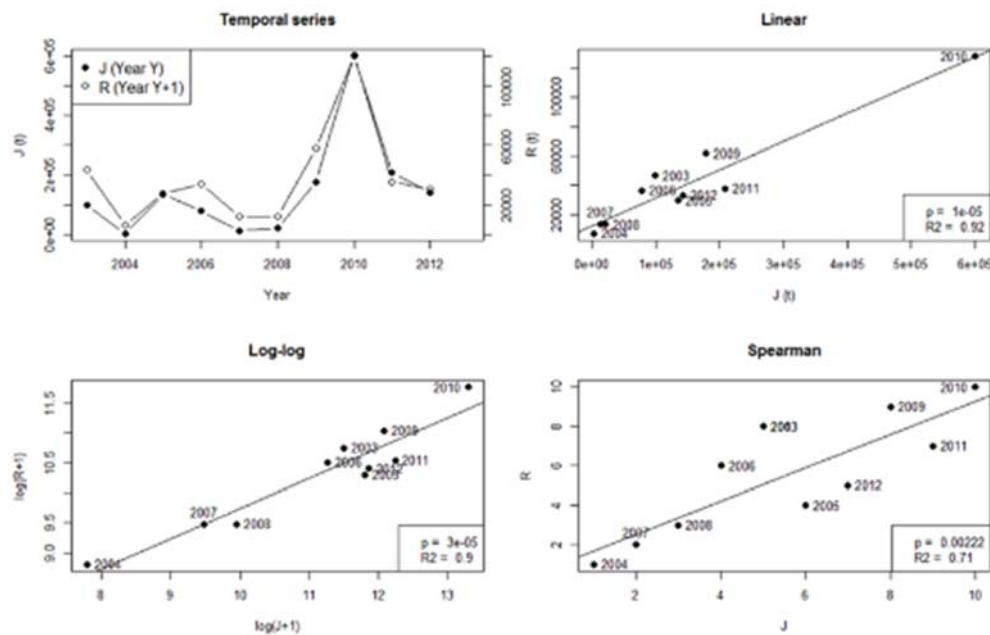 Temporal series
J (Year Y)
R (Year Y+1)
6e+05
4e+05
2e+05
0e+00
J (t)
100000
60000
20000
2004 2006 2008 2010 2012
Year
Linear
100000
60000
20000
R (t)
2010
2009
2003
2006
2012
2011
2007
2008
2004
p = 1e-05
R2 = 0.92
0e+00 1e+05 2e+05 3e+05 4e+05 5e+05 6e+05
J (t)
Log-log
11.5
10.5
9.5
9.0
log(R+1)
2010
2009
2003
2006
2011
2012
2007
2008
2004
p = 3e-05
R2 = 0.9
8 9 10 11 12 13
log(J+1)
Spearman
10
8
6
4
2
R
2010
2009
2003
2011
2006
2012
2005
2008
2007
2004
p = 0.00222
R2 = 0.71
2 4 6 8 10
J